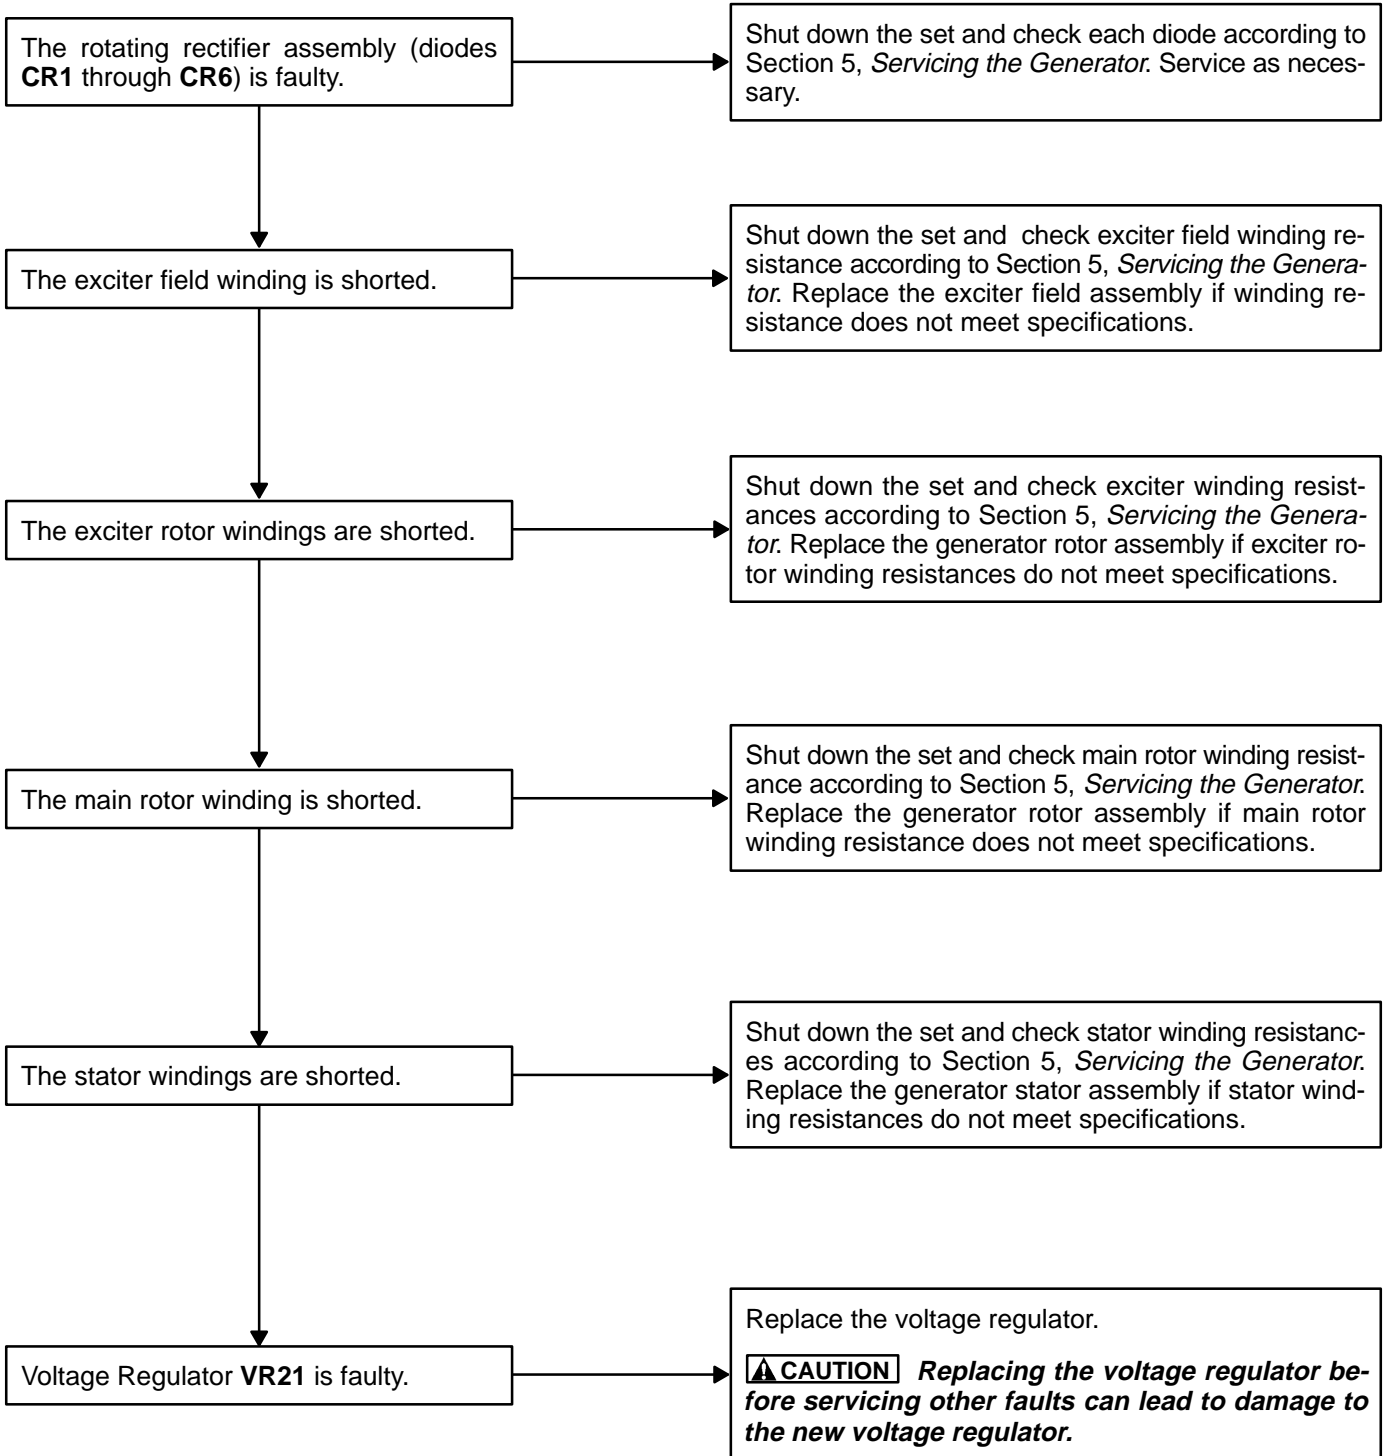 The rotating rectifier assembly (diodes
CR1 through CR6) is faulty.
Shut down the set and check each diode according to
Section 5, Servicing the Generator. Service as neces-
sary.
The exciter field winding is shorted.
Shut down the set and check exciter field winding re-
sistance according to Section 5, Servicing the Genera-
tor. Replace the exciter field assembly if winding re-
sistance does not meet specifications.
The exciter rotor windings are shorted.
Shut down the set and check exciter winding resist-
ances according to Section 5, Servicing the Genera-
tor. Replace the generator rotor assembly if exciter ro-
tor winding resistances do not meet specifications.
The main rotor winding is shorted.
Shut down the set and check main rotor winding resist-
ance according to Section 5, Servicing the Generator.
Replace the generator rotor assembly if main rotor
winding resistance does not meet specifications.
The stator windings are shorted.
Shut down the set and check stator winding resistanc-
es according to Section 5, Servicing the Generator.
Replace the generator stator assembly if stator wind-
ing resistances do not meet specifications.
Voltage Regulator VR21 is faulty.
Replace the voltage regulator.
CAUTION Replacing the voltage regulator be-
fore servicing other faults can lead to damage to
the new voltage regulator.